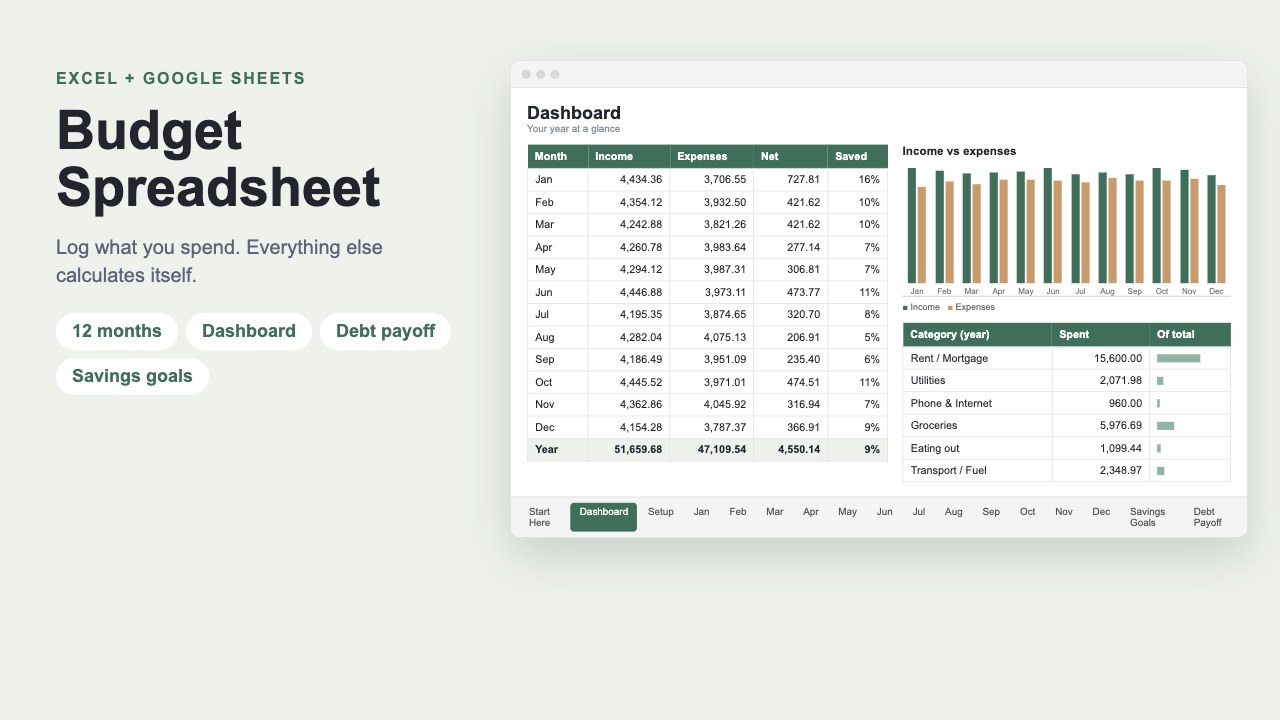 EXCEL + GOOGLE SHEETS
Budget
Spreadsheet
Log what you spend. Everything else
calculates itself.
12 months
Dashboard
Debt payoff
Savings goals
Dashboard
Your year at a glance
Month Income Expenses Net Saved
Jan 4,434.36 3,706.55 727.81 16%
Feb 4,354.12 3,932.50 421.62 10%
Mar 4,242.88 3,821.26 421.62 10%
Apr 4,260.78 3,983.64 277.14 7%
May 4,294.12 3,987.31 306.81 7%
Jun 4,446.88 3,973.11 473.77 11%
Jul 4,195.35 3,874.65 320.70 8%
Aug 4,282.04 4,075.13 206.91 5%
Sep 4,186.49 3,951.09 235.40 6%
Oct 4,445.52 3,971.01 474.51 11%
Nov 4,362.86 4,045.92 316.94 7%
Dec 4,154.28 3,787.37 366.91 9%
Year 51,659.68 47,109.54 4,550.14 9%
Income vs expenses
Jan Feb Mar Apr May Jun Jul Aug Sep Oct Nov Dec
Income Expenses
Category (year) Spent Of total
Rent / Mortgage 15,600.00
Utilities 2,071.98
Phone & Internet 960.00
Groceries 5,976.69
Eating out 1,099.44
Transport / Fuel 2,348.97
Start Here Dashboard Setup Jan Feb Mar Apr May Jun Jul Aug Sep Oct Nov Dec Savings Goals Debt Payoff